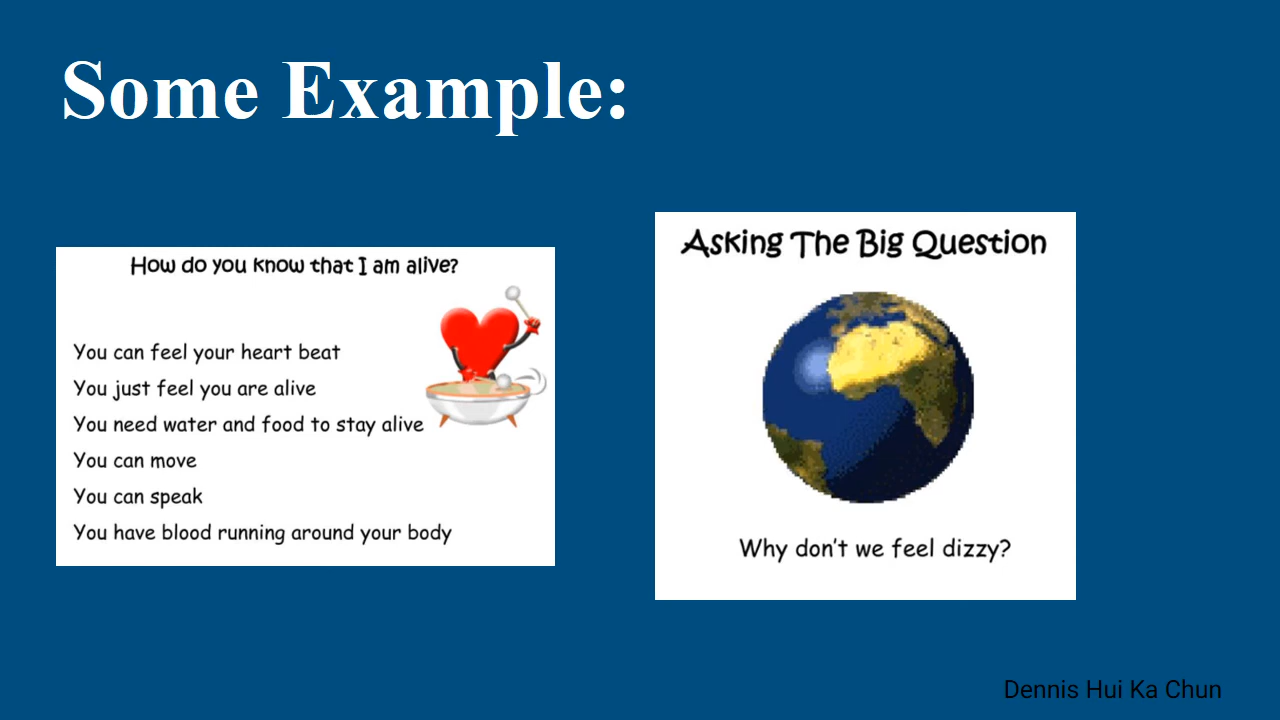 Some Example:
How do you know that I am alive?
You can feel your heart beat
You just feel you are alive
You need water and food to stay alive
You can move
You can speak
You have blood running around your body
Asking The Big Question
Why don't we feel dizzy?
Dennis Hui Ka Chun